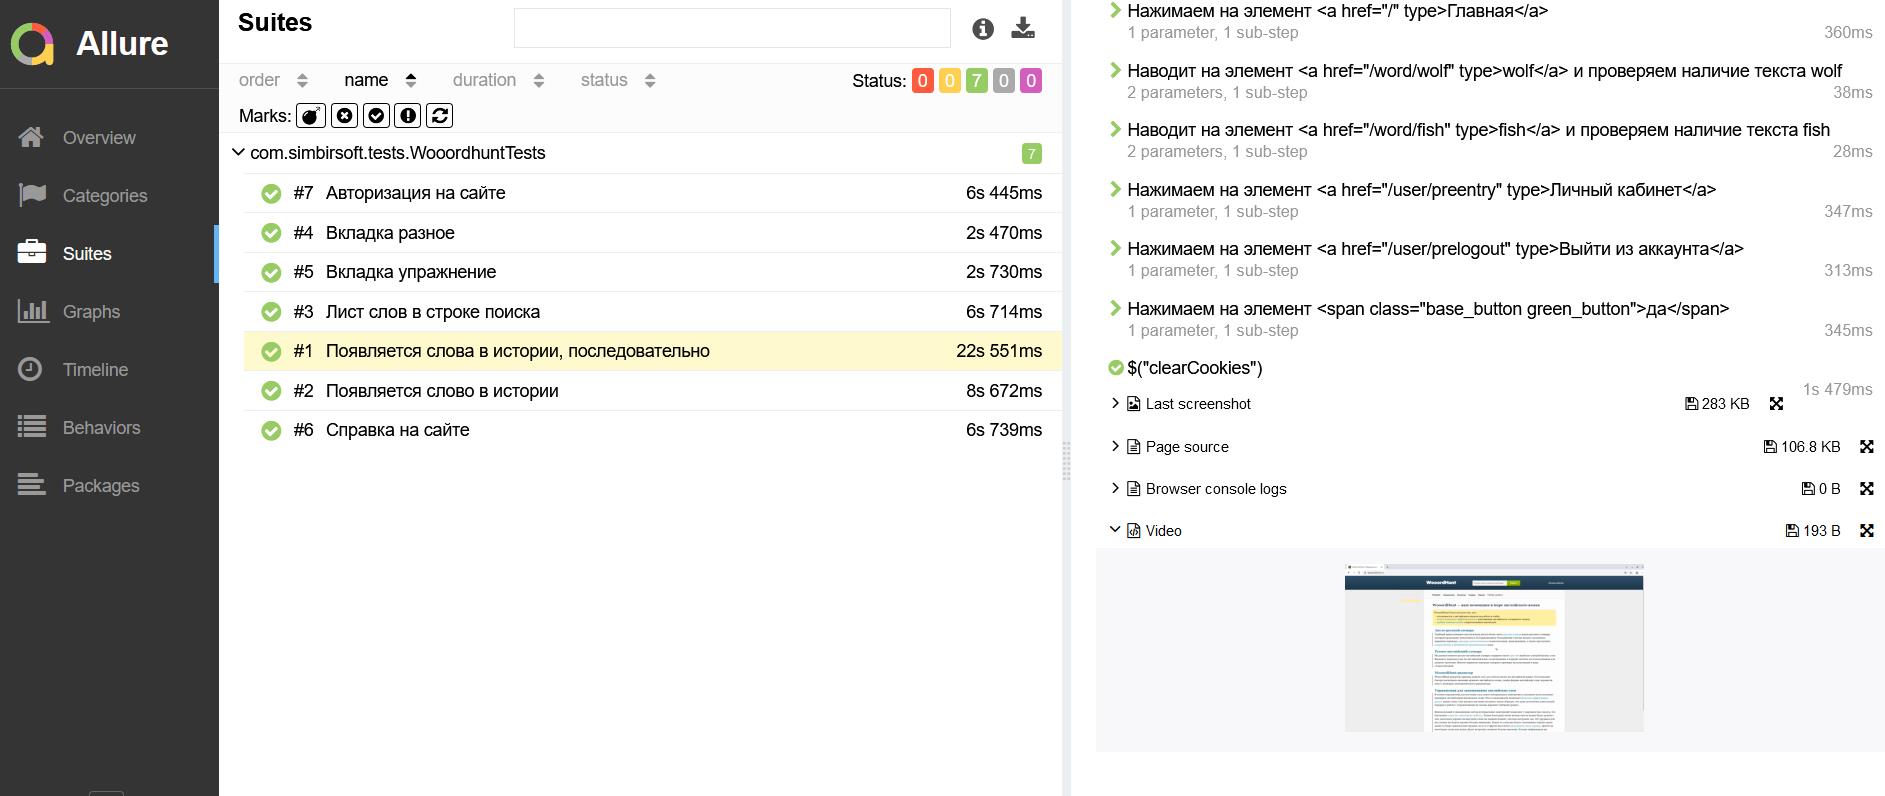 Allure
Overview
Categories
Suites
Graphs
Timeline
Behaviors
Packages
Suites
order name duration status Status: 0 0 7 0 0
Marks:
com.simbirsoft.tests.WooordhuntTests 7
#7 Авторизация на сайте 6s 445ms
#4 Вкладка разное 2s 470ms
#5 Вкладка упражнение 2s 730ms
#3 Лист слов в строке поиска 6s 714ms
#1 Появляется слова в истории, последовательно 22s 551ms
#2 Появляется слово в истории 8s 672ms
#6 Справка на сайте 6s 739ms
Нажимаем на элемент <a href="/" type>Главная</a>
1 parameter, 1 sub-step 360ms
Наводит на элемент <a href="/word/wolf" type>wolf</a> и проверяем наличие текста wolf
2 parameters, 1 sub-step 38ms
Наводит на элемент <a href="/word/fish" type>fish</a> и проверяем наличие текста fish
2 parameters, 1 sub-step 28ms
Нажимаем на элемент <a href="/user/preentry" type>Личный кабинет</a>
1 parameter, 1 sub-step 347ms
Нажимаем на элемент <a href="/user/prelogout" type>Выйти из аккаунта</a>
1 parameter, 1 sub-step 313ms
Нажимаем на элемент <span class="base_button green_button">да</span>
1 parameter, 1 sub-step 345ms
$("clearCookies")
1s 479ms
Last screenshot 283 KB
Page source 106.8 KB
Browser console logs 0 B
Video 193 B
WooordHunt